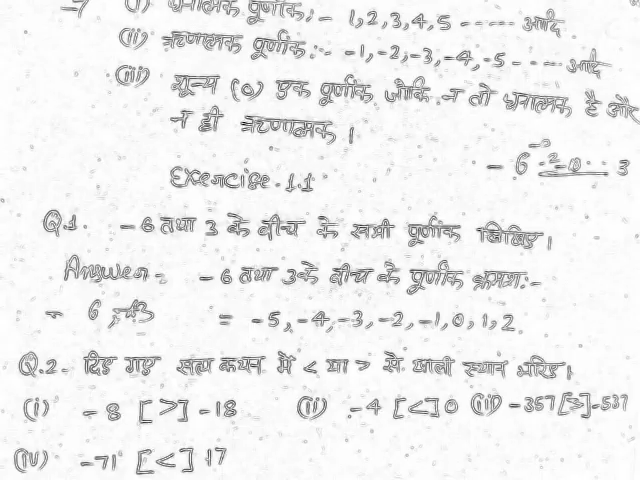 → (i) धनात्मक पूर्णांक:- 1,2,3,4,5 ----- आदि
(ii) ऋणात्मक पूर्णांक:- -1,-2,-3,-4,-5 ---- आदि
(iii) शून्य (0) एक पूर्णांक जोकि न तो धनात्मक है और
न ही ऋणात्मक।
Exercise-1.1
Q.1. -6 तथा 3 के बीच के सभी पूर्णांक लिखिए।
Answer- -6 तथा 3 के बीच के पूर्णांक क्रमश:-
= -5,-4,-3,-2,-1,0,1,2
Q.2. दिए गए सत्य कथन में < या > से खाली स्थान भरिए।
(i) -8 [>] -18 (ii) -4 [<] 0 (iii) -367 [>] -537
(iv) -71 [<] 17